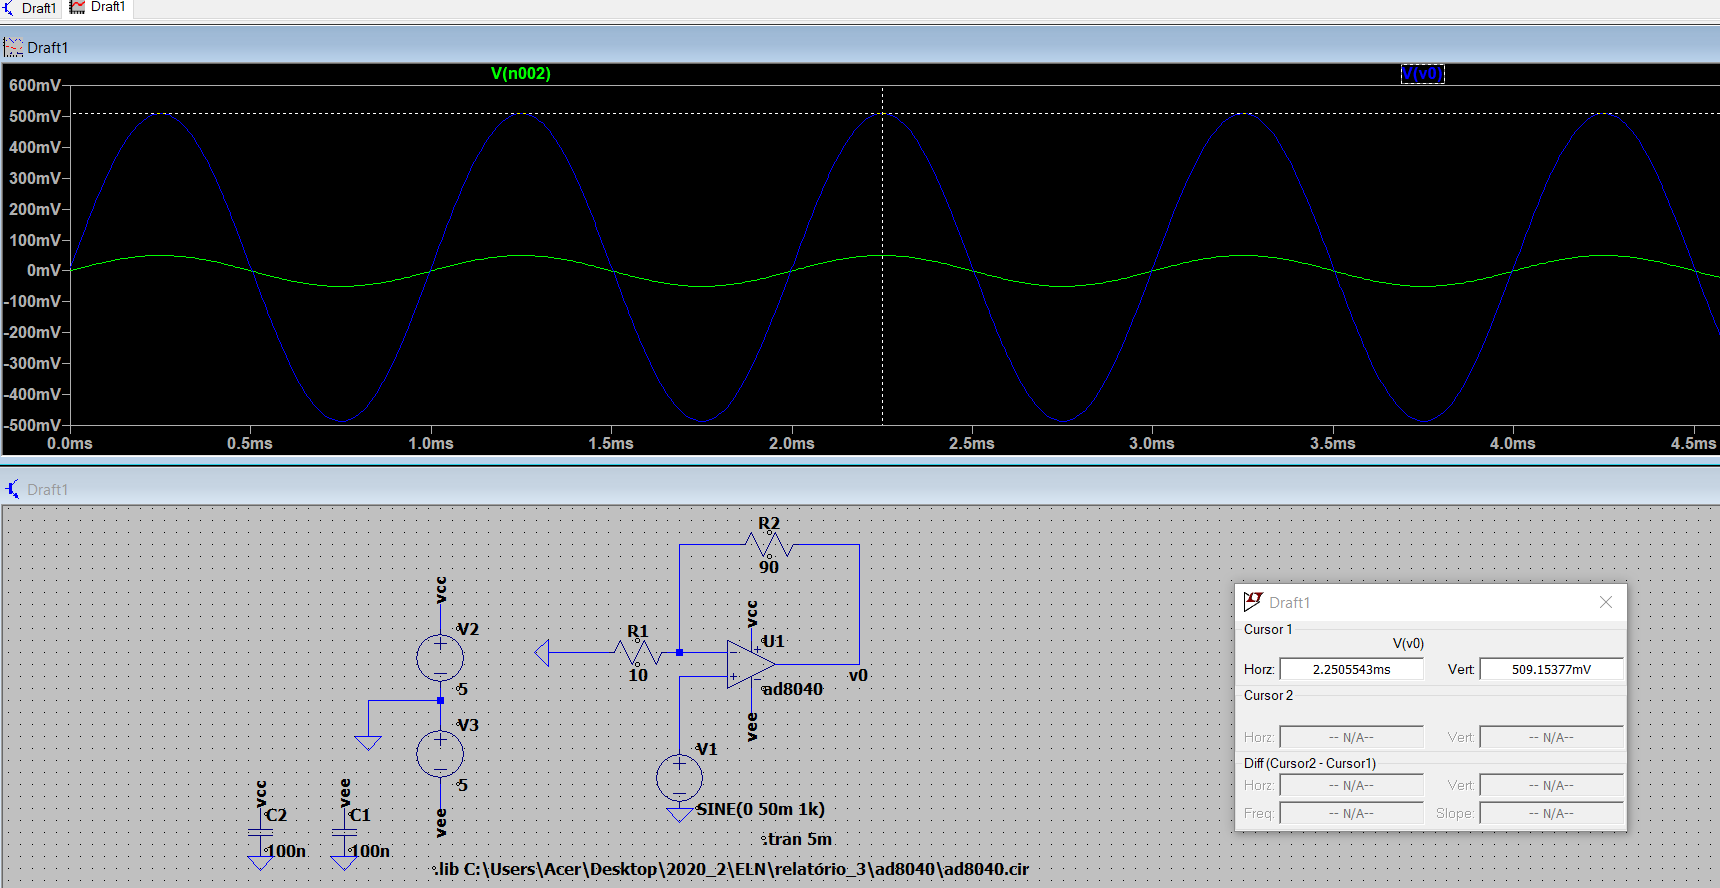 Draft1 Draft1
Draft1
V(n002) V(v0)
600mV
500mV
400mV
300mV
200mV
100mV
0mV
-100mV
-200mV
-300mV
-400mV
-500mV
0.0ms 0.5ms 1.0ms 1.5ms 2.0ms 2.5ms 3.0ms 3.5ms 4.0ms 4.5ms
Draft1
R2
90
vcc
V2
5
V3
5
vee
R1
10
vcc
U1
ad8040
vee
v0
V1
SINE(0 50m 1k)
.tran 5m
vcc
C2
100n
vee
C1
100n
.lib C:\Users\Acer\Desktop\2020_2\ELN\relatório_3\ad8040\ad8040.cir
Draft1
Cursor 1
V(v0)
Horz: 2.2505543ms Vert: 509.15377mV
Cursor 2
Horz: -- N/A-- Vert: -- N/A--
Diff (Cursor2 - Cursor1)
Horz: -- N/A-- Vert: -- N/A--
Freq: -- N/A-- Slope: -- N/A--